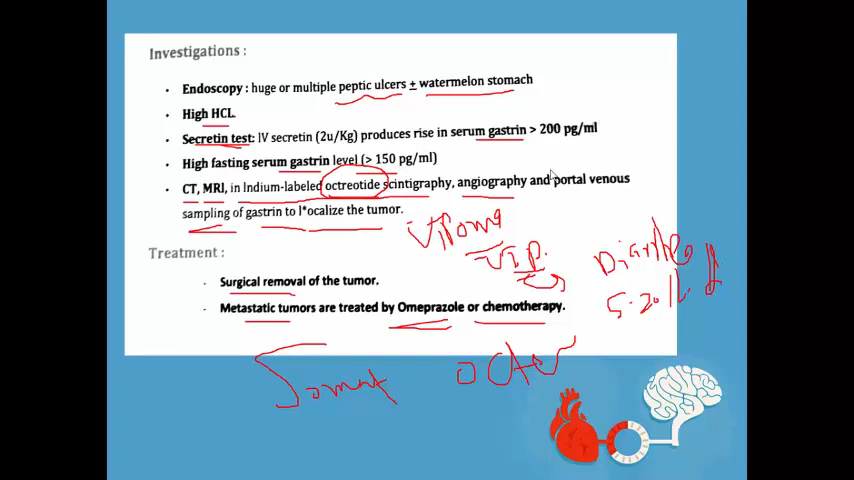 Investigations :
• Endoscopy : huge or multiple peptic ulcers ± watermelon stomach
• High HCL.
• Secretin test: IV secretin (2u/Kg) produces rise in serum gastrin > 200 pg/ml
• High fasting serum gastrin level (> 150 pg/ml)
• CT, MRI, in Indium-labeled octreotide scintigraphy, angiography and portal venous
sampling of gastrin to l*ocalize the tumor.
Vipoma
VIP.
Diarrhea
5-20 L
Treatment :
- Surgical removal of the tumor.
- Metastatic tumors are treated by Omeprazole or chemotherapy.
Somat octr